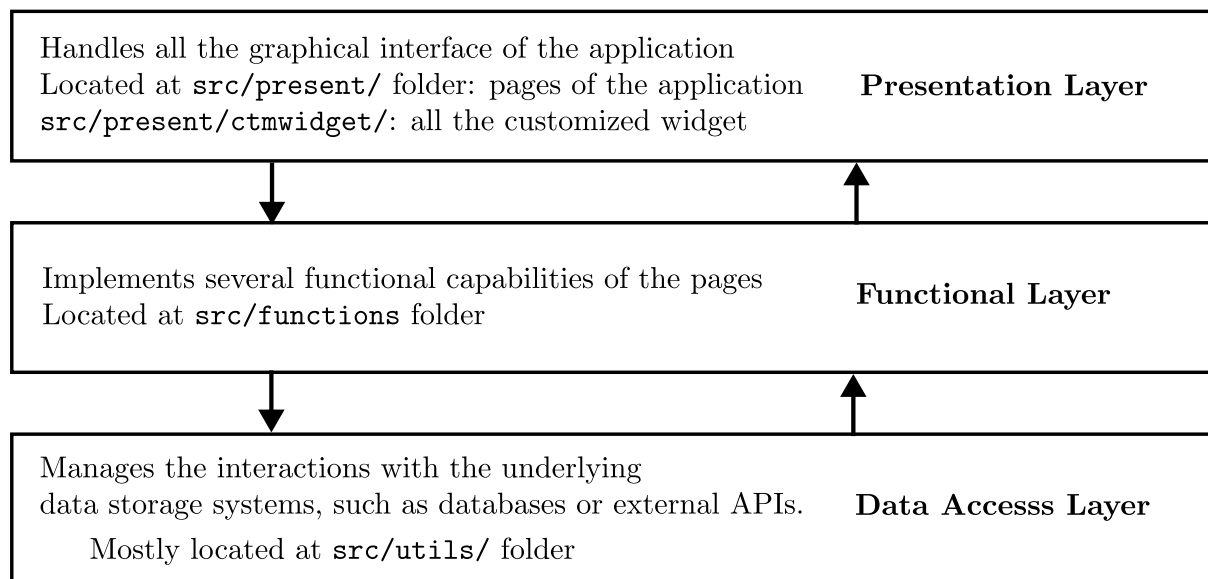 Handles all the graphical interface of the application
Located at src/present/ folder: pages of the application
src/present/ctmwidget/: all the customized widget
Presentation Layer
Implements several functional capabilities of the pages
Located at src/functions folder
Functional Layer
Manages the interactions with the underlying
data storage systems, such as databases or external APIs.
Mostly located at src/utils/ folder
Data Accesss Layer